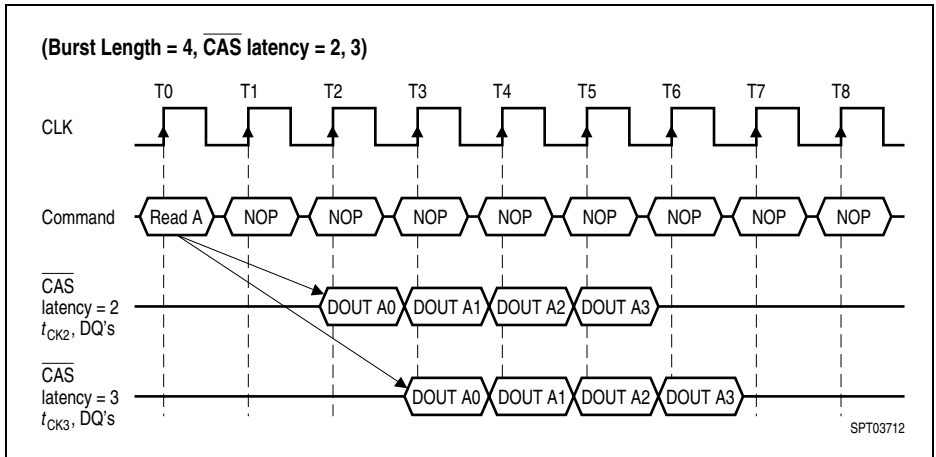 (Burst Length = 4, CAS latency = 2, 3)
T0 T1 T2 T3 T4 T5 T6 T7 T8
CLK
Command Read A NOP NOP NOP NOP NOP NOP NOP NOP
CAS
latency = 2 DOUT A0 DOUT A1 DOUT A2 DOUT A3
tCK2, DQ's
CAS
latency = 3 DOUT A0 DOUT A1 DOUT A2 DOUT A3
tCK3, DQ's
SPT03712